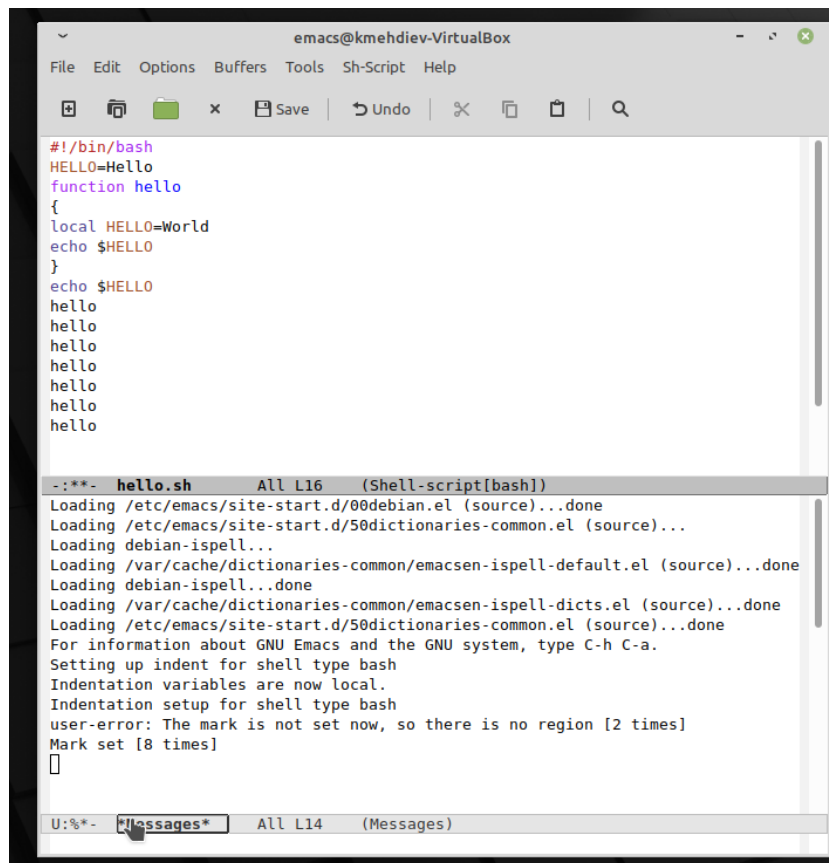 emacs@kmehdiev-VirtualBox
File Edit Options Buffers Tools Sh-Script Help
Save Undo
#!/bin/bash
HELLO=Hello
function hello
{
local HELLO=World
echo $HELLO
}
echo $HELLO
hello
hello
hello
hello
hello
hello
hello
-:**- hello.sh All L16 (Shell-script[bash])
Loading /etc/emacs/site-start.d/00debian.el (source)...done
Loading /etc/emacs/site-start.d/50dictionaries-common.el (source)...
Loading debian-ispell...
Loading /var/cache/dictionaries-common/emacsen-ispell-default.el (source)...done
Loading debian-ispell...done
Loading /var/cache/dictionaries-common/emacsen-ispell-dicts.el (source)...done
Loading /etc/emacs/site-start.d/50dictionaries-common.el (source)...done
For information about GNU Emacs and the GNU system, type C-h C-a.
Setting up indent for shell type bash
Indentation variables are now local.
Indentation setup for shell type bash
user-error: The mark is not set now, so there is no region [2 times]
Mark set [8 times]
U:%*- *Messages* All L14 (Messages)